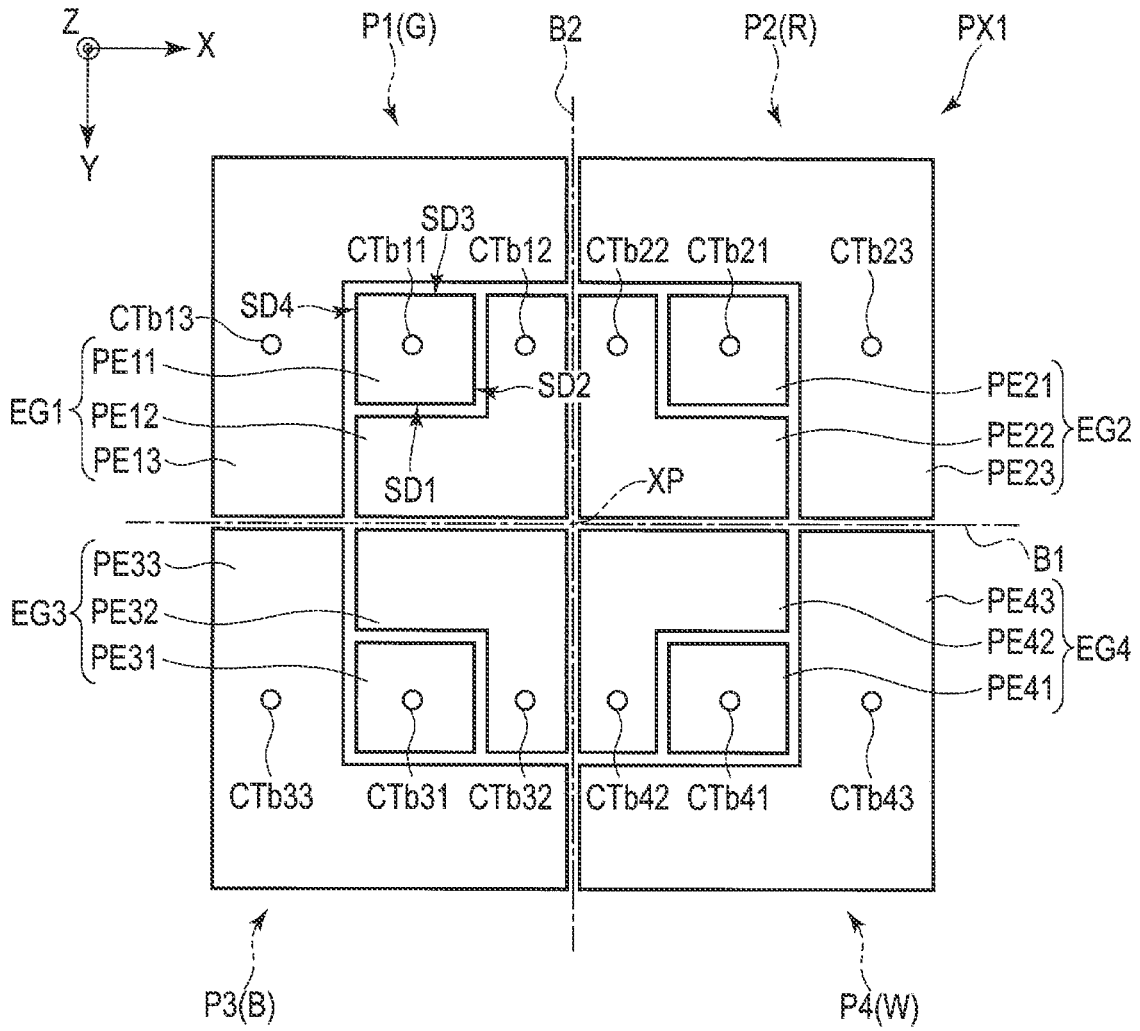 Z X P1(G) B2 P2(R) PX1
Y
SD3
CTb11 CTb12 CTb22 CTb21 CTb23
SD4
CTb13
PE11 SD2 PE21
EG1 PE12 PE22 EG2
PE13 SD1 XP PE23
B1
PE33 PE43
EG3 PE32 PE42 EG4
PE31 PE41
CTb33 CTb31 CTb32 CTb42 CTb41 CTb43
P3(B) P4(W)